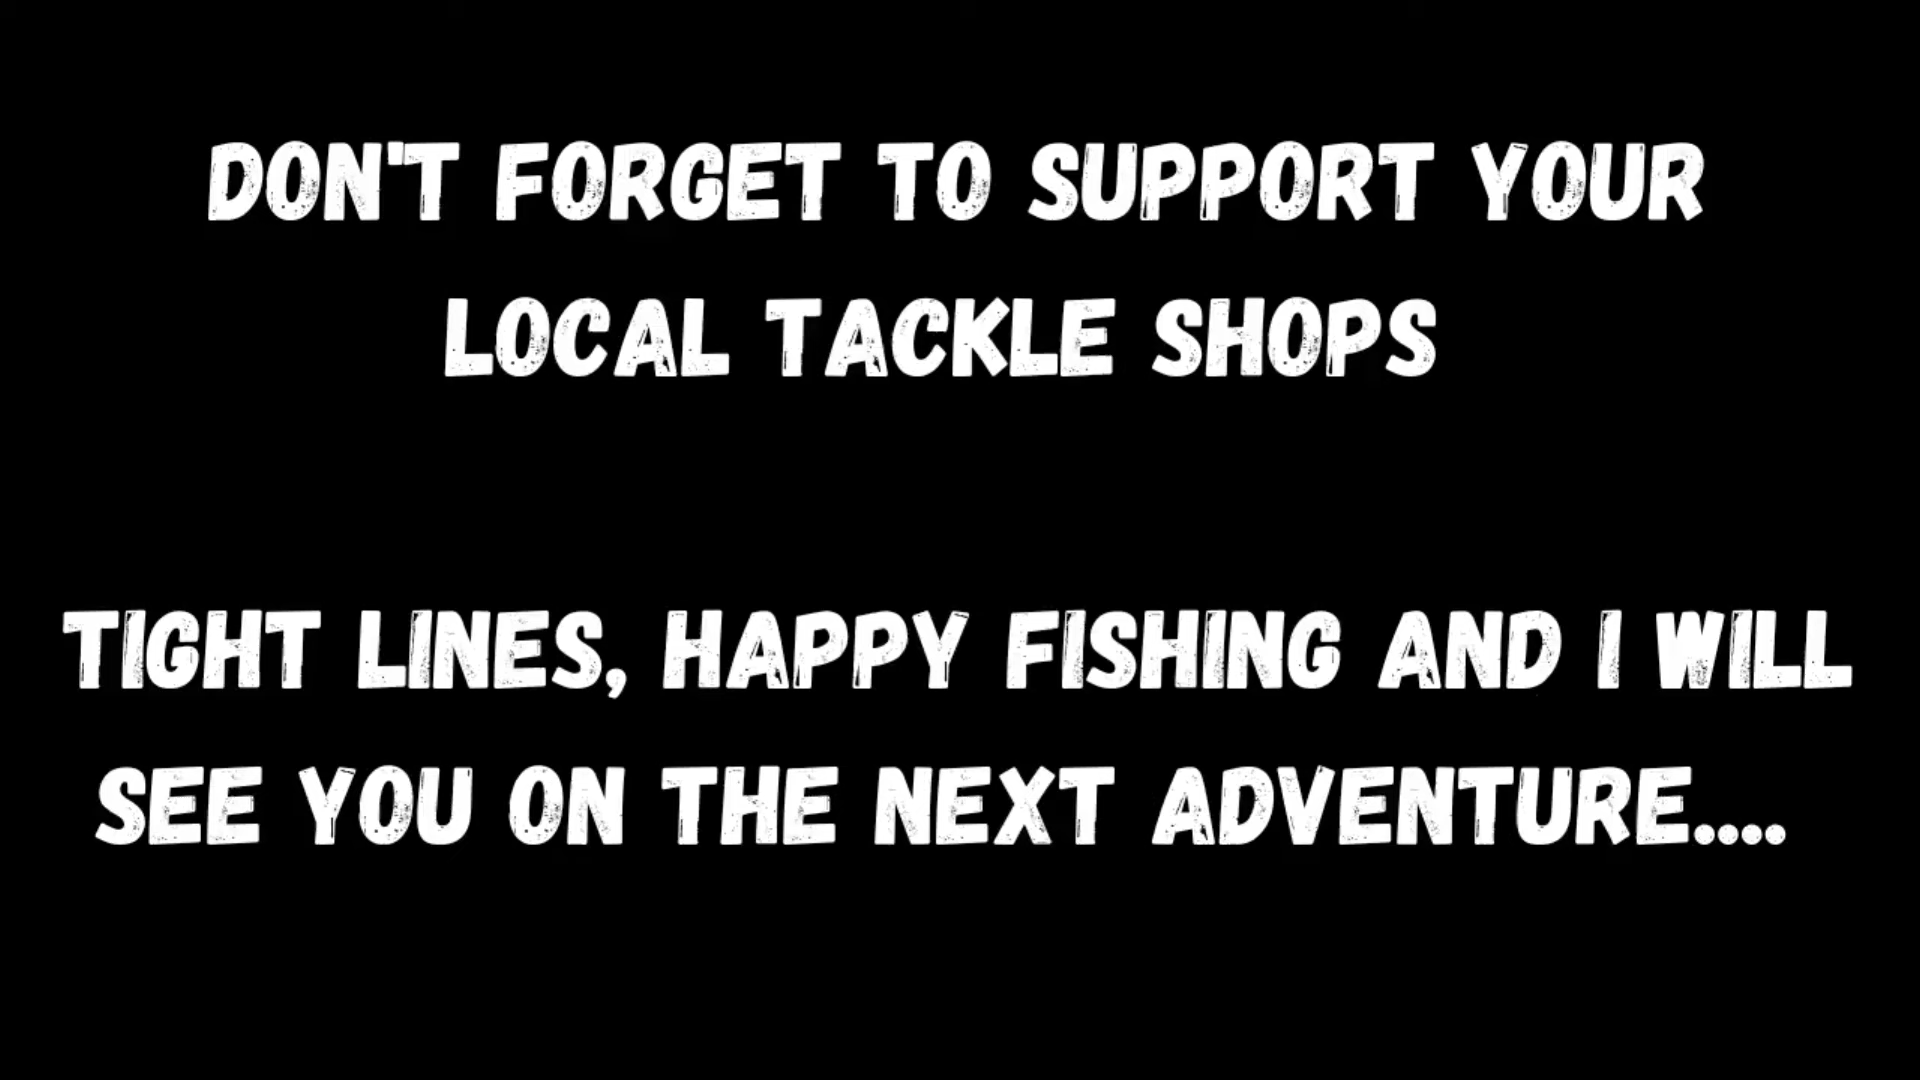 DON'T FORGET TO SUPPORT YOUR
LOCAL TACKLE SHOPS
TIGHT LINES, HAPPY FISHING AND I WILL
SEE YOU ON THE NEXT ADVENTURE....